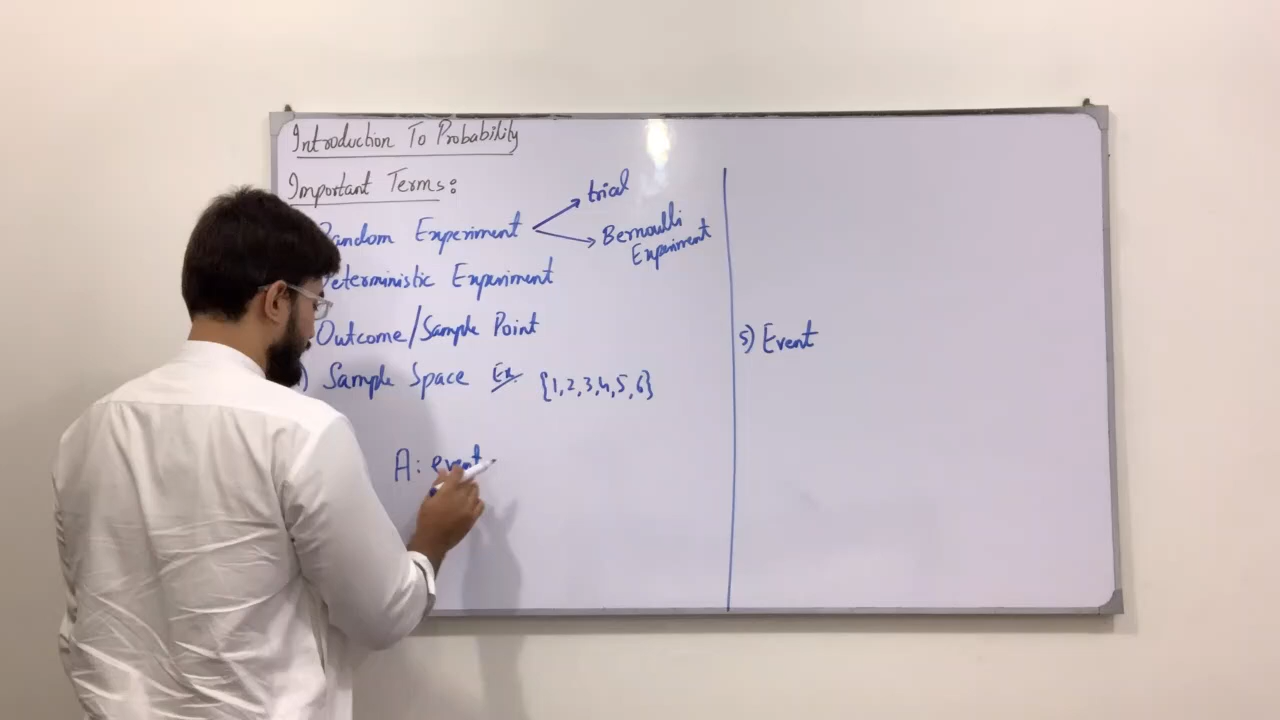 Introduction To Probability
Important Terms:
Random Experiment
trial
Bernoulli
Experiment
Deterministic Experiment
Outcome/Sample Point
) Sample Space Ex {1,2,3,4,5,6}
A: event
5) Event